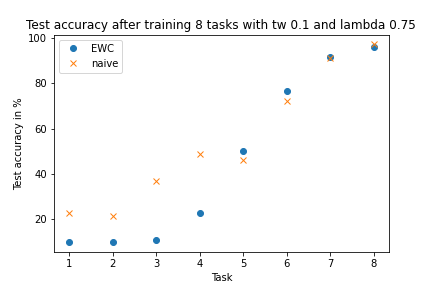 Test accuracy after training 8 tasks with tw 0.1 and lambda 0.75
EWC
naive
100
80
60
40
20
Test accuracy in %
1 2 3 4 5 6 7 8
Task